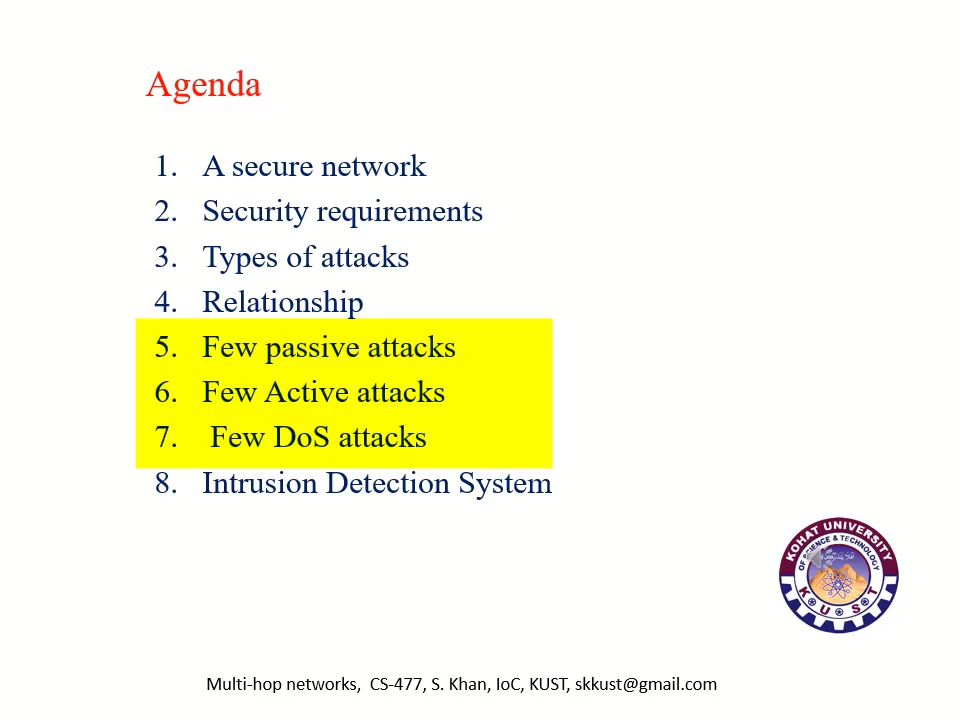 Agenda
1. A secure network
2. Security requirements
3. Types of attacks
4. Relationship
5. Few passive attacks
6. Few Active attacks
7. Few DoS attacks
8. Intrusion Detection System
KOHAT UNIVERSITY
OF SCIENCE & TECHNOLOGY
K U S T
Multi-hop networks, CS-477, S. Khan, IoC, KUST, skkust@gmail.com